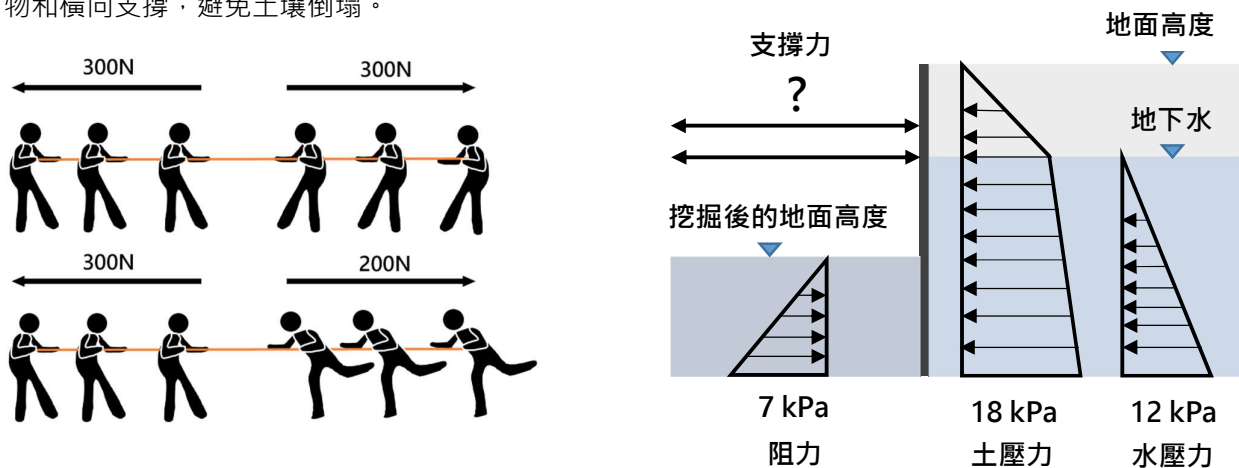 物和橫向支撐，避免土壤倒塌。
300N
300N
300N
200N
支撐力
?
地面高度
地下水
挖掘後的地面高度
7 kPa
阻力
18 kPa
土壓力
12 kPa
水壓力